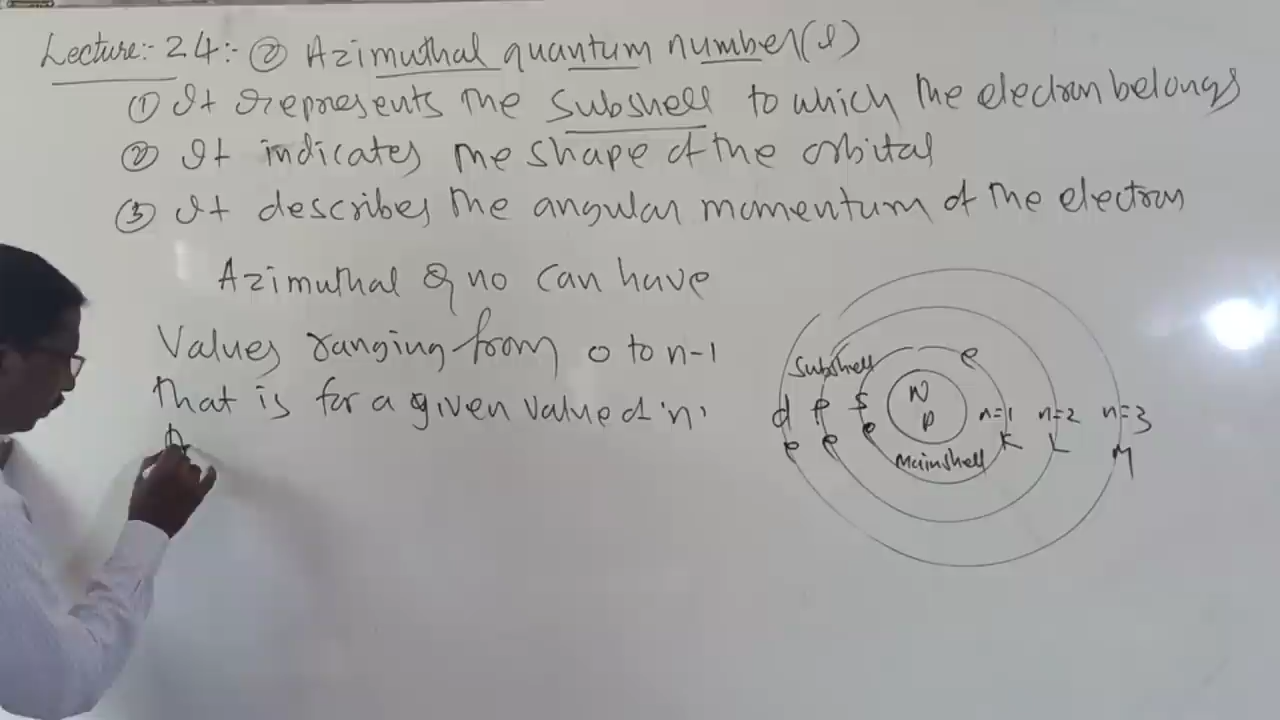 Lecture:- 24:- ② Azimuthal quantum number(l)
① It represents the subshell to which the electron belongs
② It indicates the shape of the orbital
③ It describes the angular momentum of the electron
Azimuthal Q no can have
Values ranging from 0 to n-1
That is for a given value of 'n'
Subshell e
N
d p s P n=1 n=2 n=3
e e e K L M
Mainshell